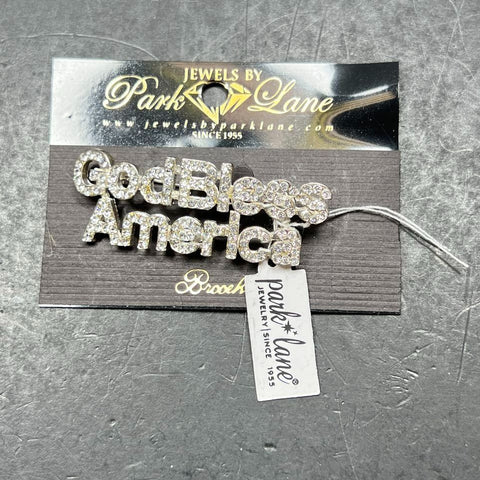 JEWELS BY
Park Lane
www.jewelsbyparklane.com
SINCE 1955
God Bless
America
park lane®
JEWELRY | SINCE 1955